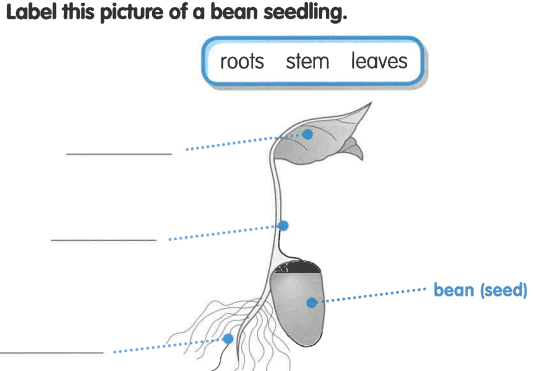 Label this picture of a bean seedling.
roots stem leaves
bean (seed)